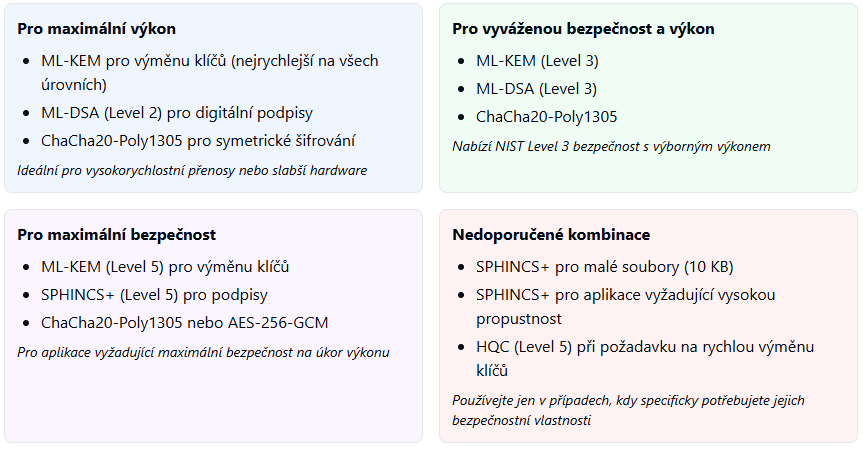 Pro maximální výkon
ML-KEM pro výměnu klíčů (nejrychlejší na všech
úrovních)
ML-DSA (Level 2) pro digitální podpisy
ChaCha20-Poly1305 pro symetrické šifrování
Ideální pro vysokorychlostní přenosy nebo slabší hardware
Pro vyváženou bezpečnost a výkon
ML-KEM (Level 3)
ML-DSA (Level 3)
ChaCha20-Poly1305
Nabízí NIST Level 3 bezpečnost s výborným výkonem
Pro maximální bezpečnost
ML-KEM (Level 5) pro výměnu klíčů
SPHINCS+ (Level 5) pro podpisy
ChaCha20-Poly1305 nebo AES-256-GCM
Pro aplikace vyžadující maximální bezpečnost na úkor výkonu
Nedoporučené kombinace
SPHINCS+ pro malé soubory (10 KB)
SPHINCS+ pro aplikace vyžadující vysokou
propustnost
HQC (Level 5) při požadavku na rychlou výměnu
klíčů
Používejte jen v případech, kdy specificky potřebujete jejich
bezpečnostní vlastnosti